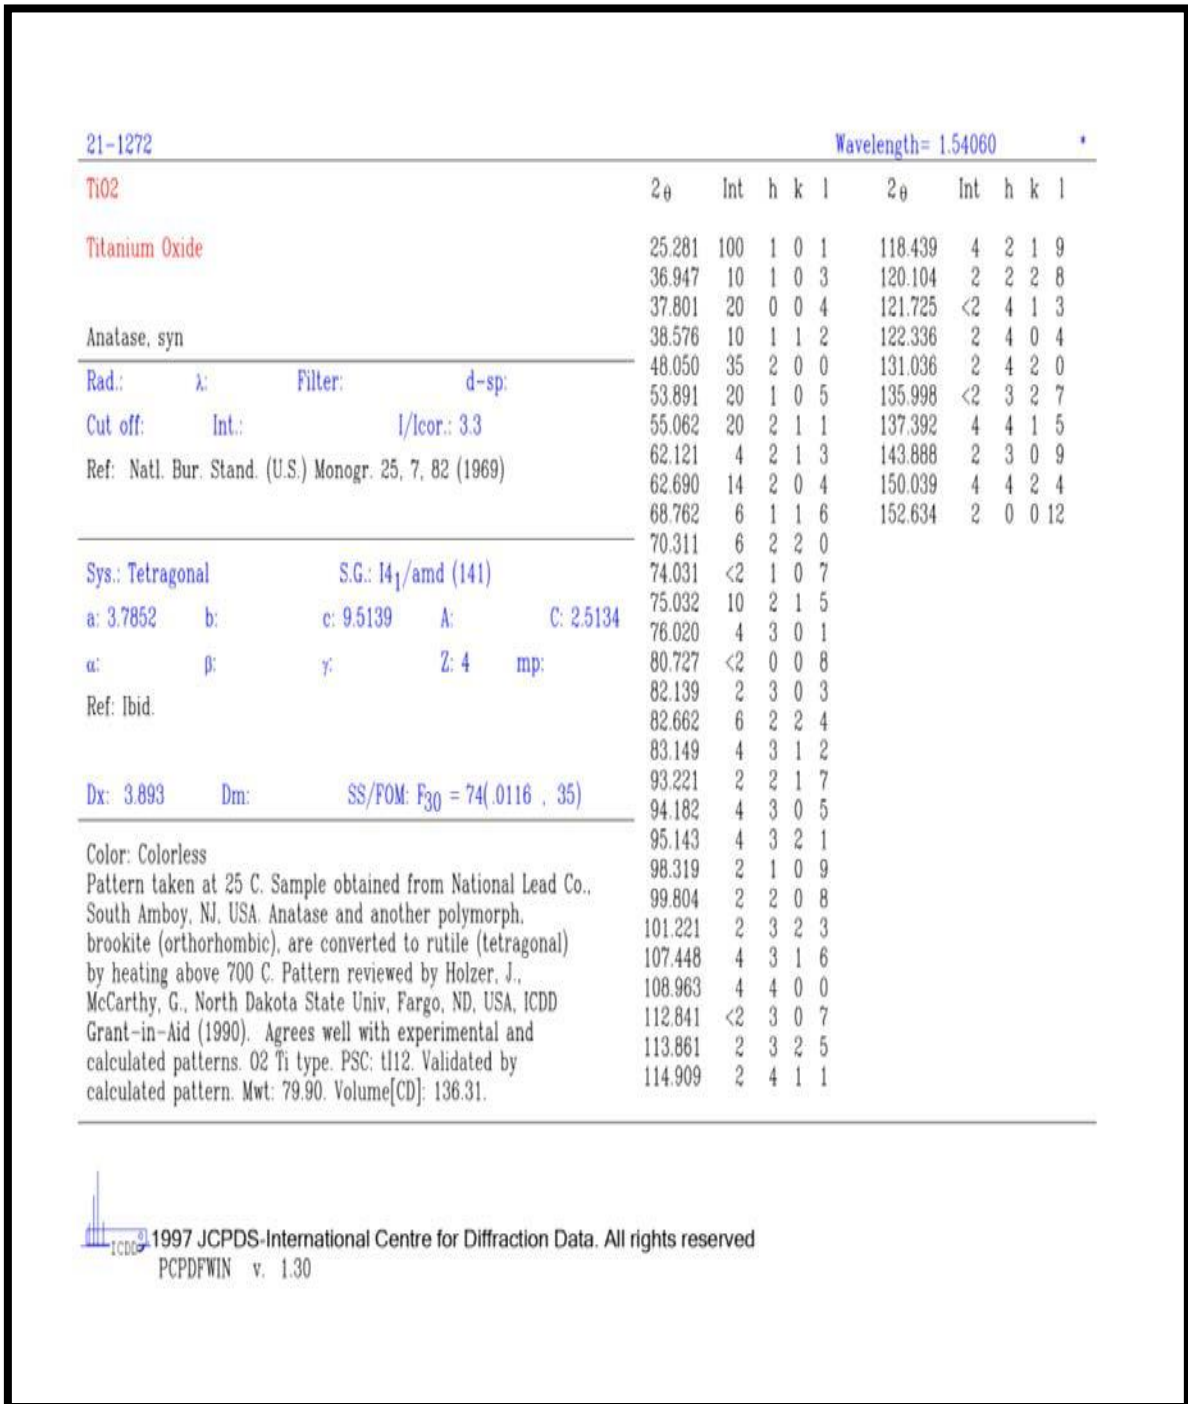 21-1272 Wavelength= 1.54060 *
TiO2
Titanium Oxide
Anatase, syn
Rad.: λ: Filter: d-sp:
Cut off: Int.: I/Icor.: 3.3
Ref: Natl. Bur. Stand. (U.S.) Monogr. 25, 7, 82 (1969)
Sys.: Tetragonal S.G.: I4₁/amd (141)
a: 3.7852 b: c: 9.5139 A: C: 2.5134
α: β: γ: Z: 4 mp:
Ref: Ibid.
Dx: 3.893 Dm: SS/FOM: F₃₀ = 74(.0116 , 35)
Color: Colorless
Pattern taken at 25 C. Sample obtained from National Lead Co.,
South Amboy, NJ, USA. Anatase and another polymorph,
brookite (orthorhombic), are converted to rutile (tetragonal)
by heating above 700 C. Pattern reviewed by Holzer, J.,
McCarthy, G., North Dakota State Univ, Fargo, ND, USA, ICDD
Grant-in-Aid (1990). Agrees well with experimental and
calculated patterns. O2 Ti type. PSC: tI12. Validated by
calculated pattern. Mwt: 79.90. Volume[CD]: 136.31.
2θ Int h k l
25.281 100 1 0 1
36.947 10 1 0 3
37.801 20 0 0 4
38.576 10 1 1 2
48.050 35 2 0 0
53.891 20 1 0 5
55.062 20 2 1 1
62.121 4 2 1 3
62.690 14 2 0 4
68.762 6 1 1 6
70.311 6 2 2 0
74.031 <2 1 0 7
75.032 10 2 1 5
76.020 4 3 0 1
80.727 <2 0 0 8
82.139 2 3 0 3
82.662 6 2 2 4
83.149 4 3 1 2
93.221 2 2 1 7
94.182 4 3 0 5
95.143 4 3 2 1
98.319 2 1 0 9
99.804 2 2 0 8
101.221 2 3 2 3
107.448 4 3 1 6
108.963 4 4 0 0
112.841 <2 3 0 7
113.861 2 3 2 5
114.909 2 4 1 1
2θ Int h k l
118.439 4 2 1 9
120.104 2 2 2 8
121.725 <2 4 1 3
122.336 2 4 0 4
131.036 2 4 2 0
135.998 <2 3 2 7
137.392 4 4 1 5
143.888 2 3 0 9
150.039 4 4 2 4
152.634 2 0 0 12
ICDD 1997 JCPDS-International Centre for Diffraction Data. All rights reserved
PCPDFWIN v. 1.30